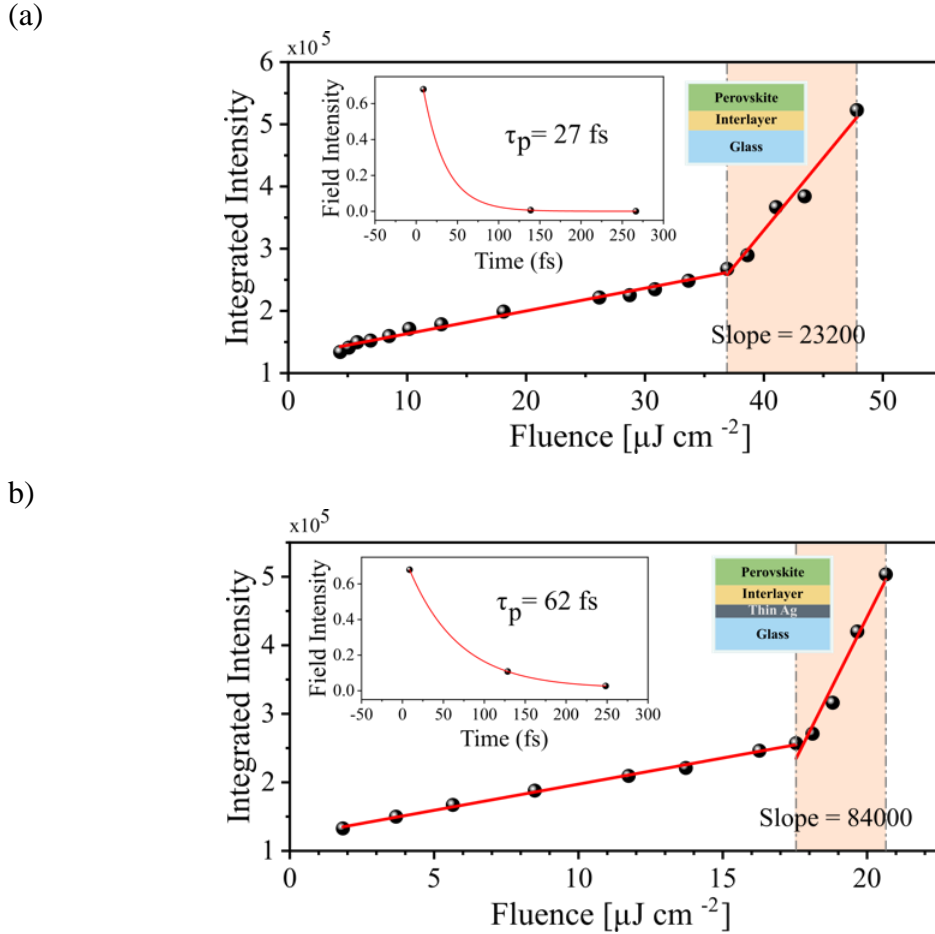 (a)
x10^5
6
5
4
3
2
1
Integrated Intensity
0 10 20 30 40 50
Fluence [μJ cm ⁻²]
0.6
0.4
0.2
0.0
Field Intensity
-50 0 50 100 150 200 250 300
Time (fs)
τp= 27 fs
Perovskite
Interlayer
Glass
Slope = 23200
b)
x10^5
5
4
3
2
1
Integrated Intensity
0 5 10 15 20
Fluence [μJ cm ⁻²]
0.6
0.4
0.2
0.0
Field Intensity
-50 0 50 100 150 200 250 300
Time (fs)
τp= 62 fs
Perovskite
Interlayer
Thin Ag
Glass
Slope = 84000